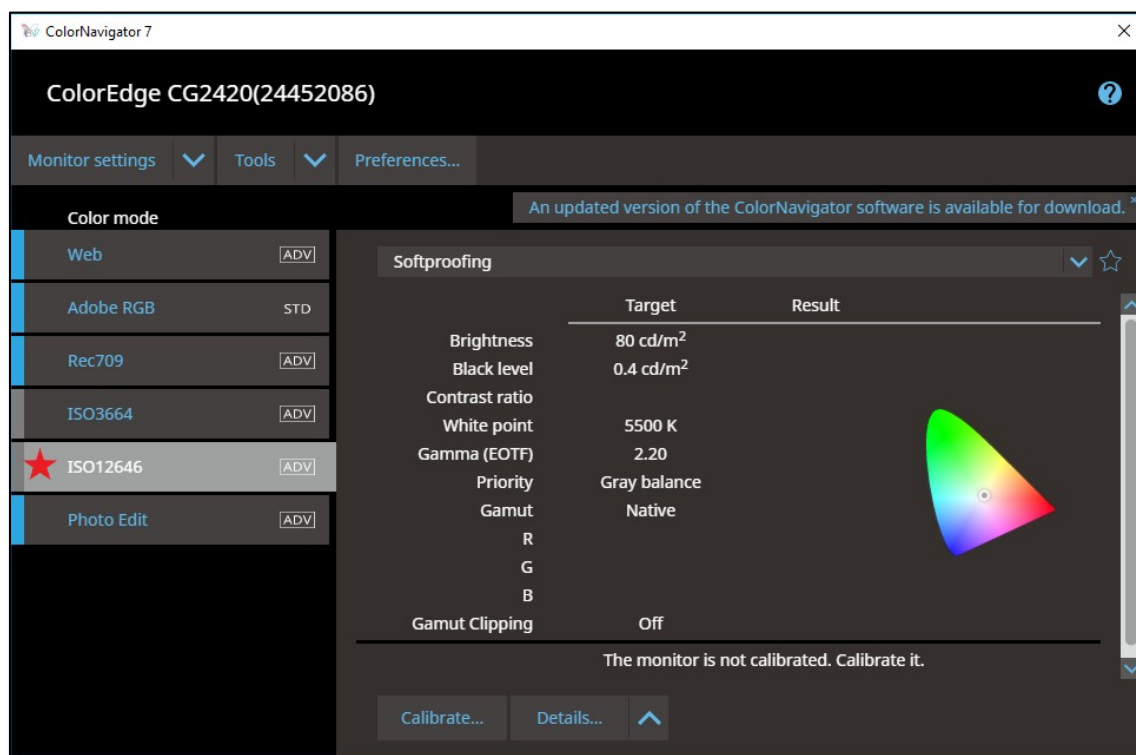 ColorNavigator 7
ColorEdge CG2420(24452086)
Monitor settings Tools Preferences...
An updated version of the ColorNavigator software is available for download.
Color mode
Web ADV
Adobe RGB STD
Rec709 ADV
ISO3664 ADV
ISO12646 ADV
Photo Edit ADV
Softproofing
Target Result
Brightness 80 cd/m²
Black level 0.4 cd/m²
Contrast ratio
White point 5500 K
Gamma (EOTF) 2.20
Priority Gray balance
Gamut Native
R
G
B
Gamut Clipping Off
The monitor is not calibrated. Calibrate it.
Calibrate... Details...